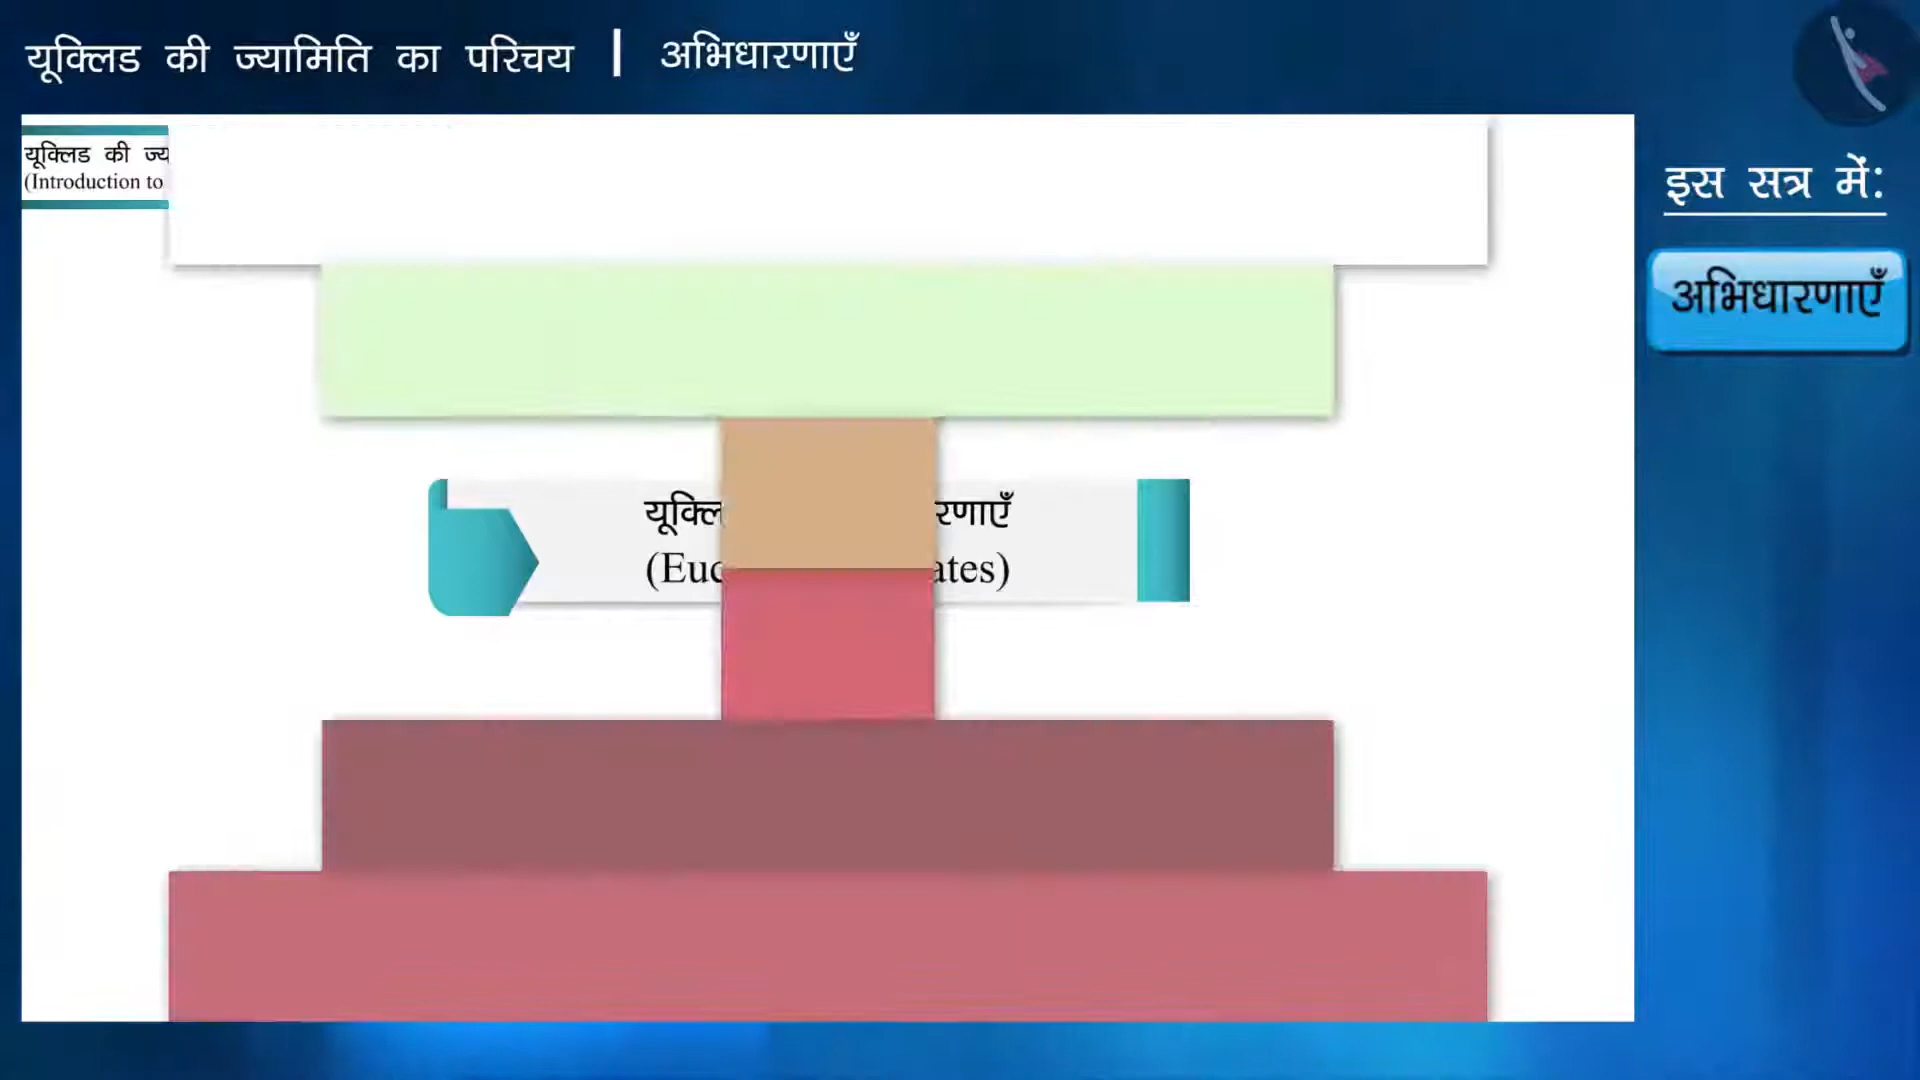 यूक्लिड की ज्यामिति का परिचय | अभिधारणाएँ
इस सत्र में:
अभिधारणाएँ
यूक्लिड की ज्य
(Introduction to
यूक्लि रणाएँ
(Euc ates)